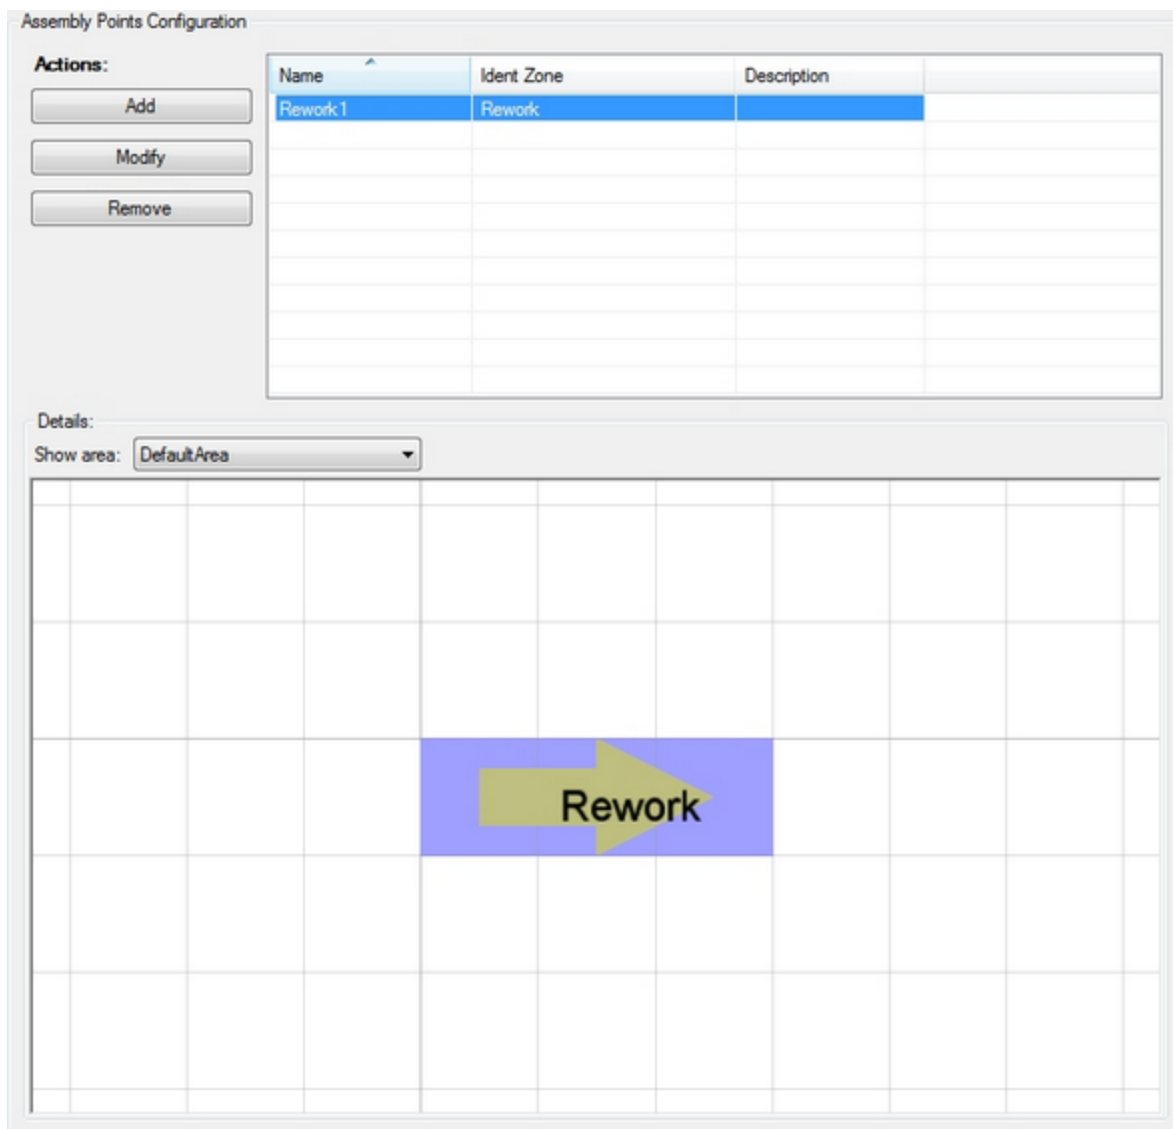 Assembly Points Configuration
Actions:
Add
Modify
Remove
Name Ident Zone Description
Rework1 Rework
Details:
Show area: DefaultArea
Rework